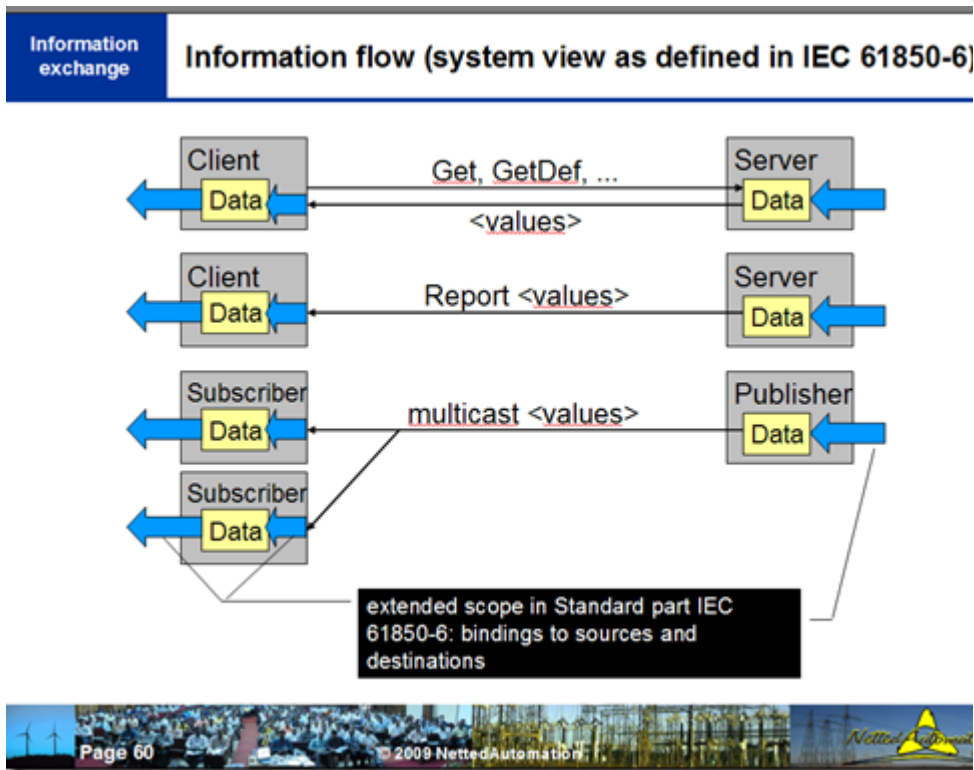 Information
exchange
Information flow (system view as defined in IEC 61850-6)
Client
Data
Get, GetDef, ...
<values>
Server
Data
Client
Data
Report <values>
Server
Data
Subscriber
Data
multicast <values>
Publisher
Data
Subscriber
Data
extended scope in Standard part IEC
61850-6: bindings to sources and
destinations
Page 60
© 2009 NettedAutomation